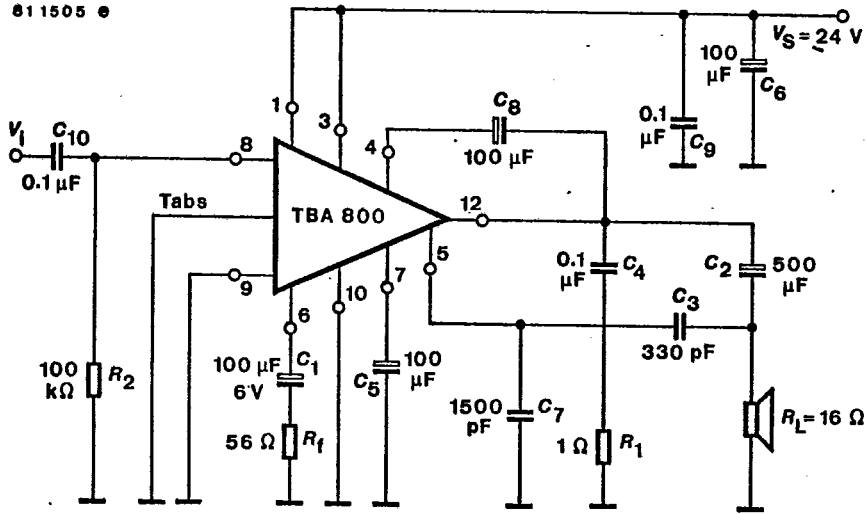 811505 e
V_S = 24 V
100 µF C6
0.1 µF C9
C8
100 µF
1
3
4
V_i
C10
0.1 µF
8
Tabs
TBA 800
12
9
6
10
7
5
0.1 µF C4
C2 500 µF
C3
330 pF
100 kΩ R2
100 µF 6 V C1
C5 100 µF
1500 pF C7
56 Ω R_f
1 Ω R1
R_L = 16 Ω